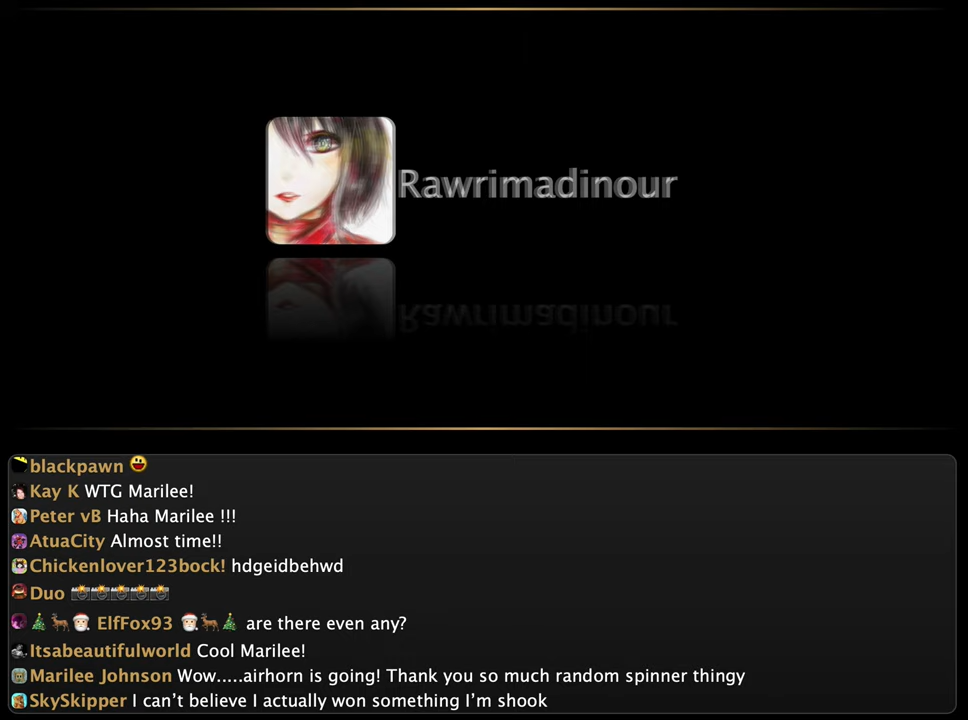 Rawrimadinour
blackpawn 😃
Kay K WTG Marilee!
Peter vB Haha Marilee !!!
AtuaCity Almost time!!
Chickenlover123bock! hdgeidbehwd
Duo 📸📸📸📸📸
🎄🦌🎅 ElfFox93 🎅🦌🎄 are there even any?
Itsabeautifulworld Cool Marilee!
Marilee Johnson Wow.....airhorn is going! Thank you so much random spinner thingy
SkySkipper I can’t believe I actually won something I’m shook